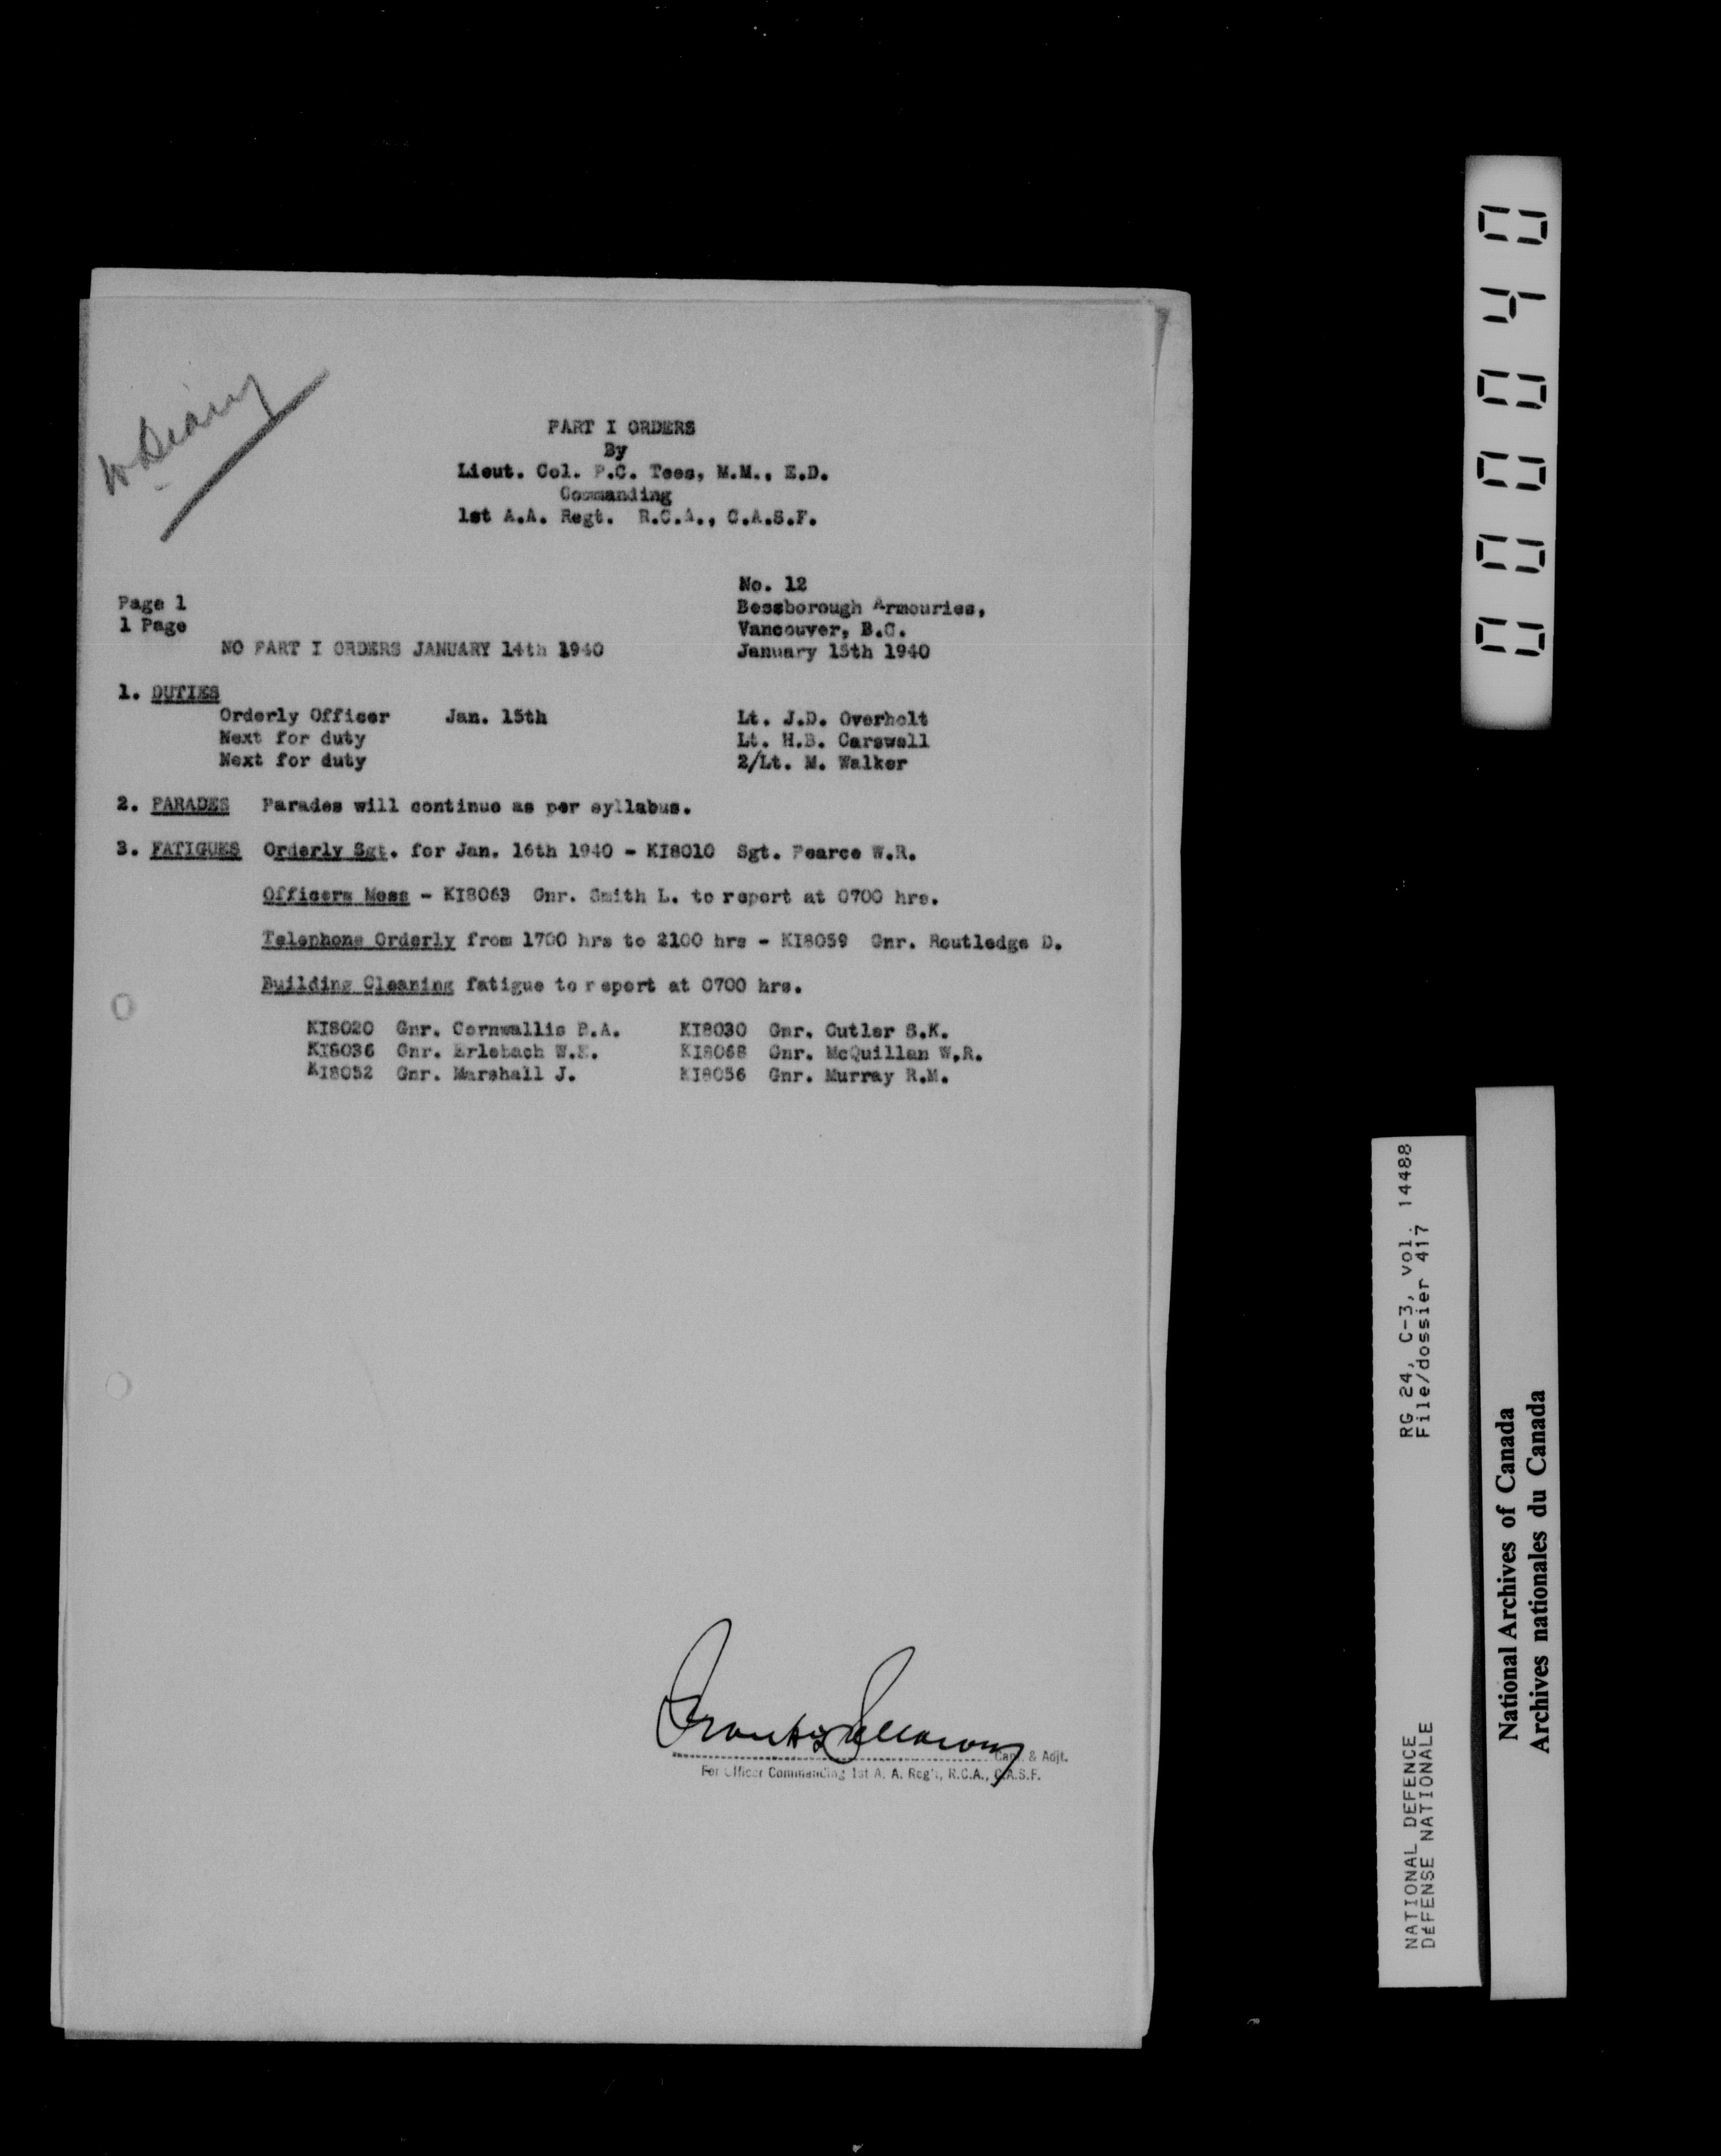 W Diary
PART I ORDERS
By
Lieut. Col. P.C. Tees, M.M., E.D.
Commanding
1st A.A. Regt. R.C.A., C.A.S.F.
No. 12
Page 1
Bessborough Armouries,
1 Page
Vancouver, B.C.
NO PART I ORDERS JANUARY 14th 1940
January 15th 1940
1. DUTIES
Orderly Officer Jan. 15th Lt. J.D. Overholt
Next for duty Lt. H.B. Carswell
Next for duty 2/Lt. M. Walker
2. PARADES Parades will continue as per syllabus.
3. FATIGUES Orderly Sgt. for Jan. 16th 1940 - K18010 Sgt. Pearce W.R.
Officers Mess - K18063 Gnr. Smith L. to report at 0700 hrs.
Telephone Orderly from 1700 hrs to 2100 hrs - K18059 Gnr. Routledge D.
Building Cleaning fatigue to report at 0700 hrs.
K18020 Gnr. Cornwallis P.A. K18030 Gnr. Cutler S.K.
K18036 Gnr. Erlebach W.E. K18068 Gnr. McQuillan W.R.
K18052 Gnr. Marshall J. K18056 Gnr. Murray R.M.
Capt. & Adjt.
For Officer Commanding 1st A. A. Reg't, R.C.A., C.A.S.F.
0000040
RG 24, C-3, vol. 14488
File/dossier 417
NATIONAL DEFENCE
DÉFENSE NATIONALE
National Archives of Canada
Archives nationales du Canada